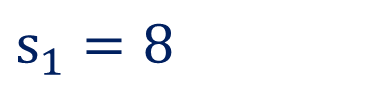 s₁ = 8